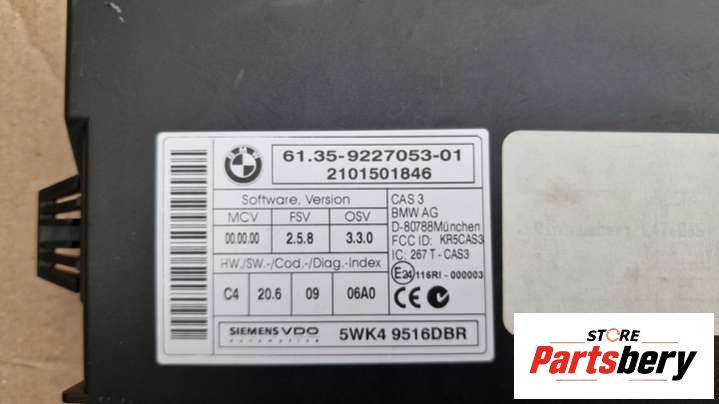 BMW
61.35-9227053-01
2101501846
Software, Version
MCV FSV OSV
00.00.00 2.5.8 3.3.0
HW./SW.-/Cod.-/Diag.-Index
C4 20.6 09 06A0
CAS 3
BMW AG
D-80788München
FCC ID: KR5CAS3
IC: 267 T - CAS3
E24 116RI - 000003
CE
SIEMENS VDO
Automotive
5WK4 9516DBR
STORE
Partsbery